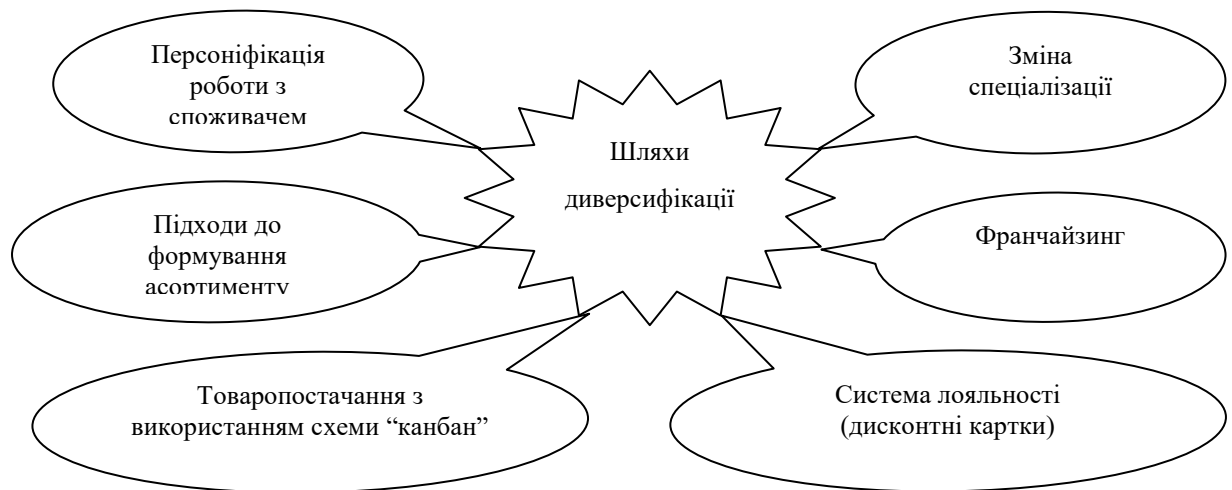 Персоніфікація
роботи з
споживачем
Зміна
спеціалізації
Шляхи
диверсифікації
Підходи до
формування
асортименту
Франчайзинг
Товаропостачання з
використанням схеми “канбан”
Система лояльності
(дисконтні картки)